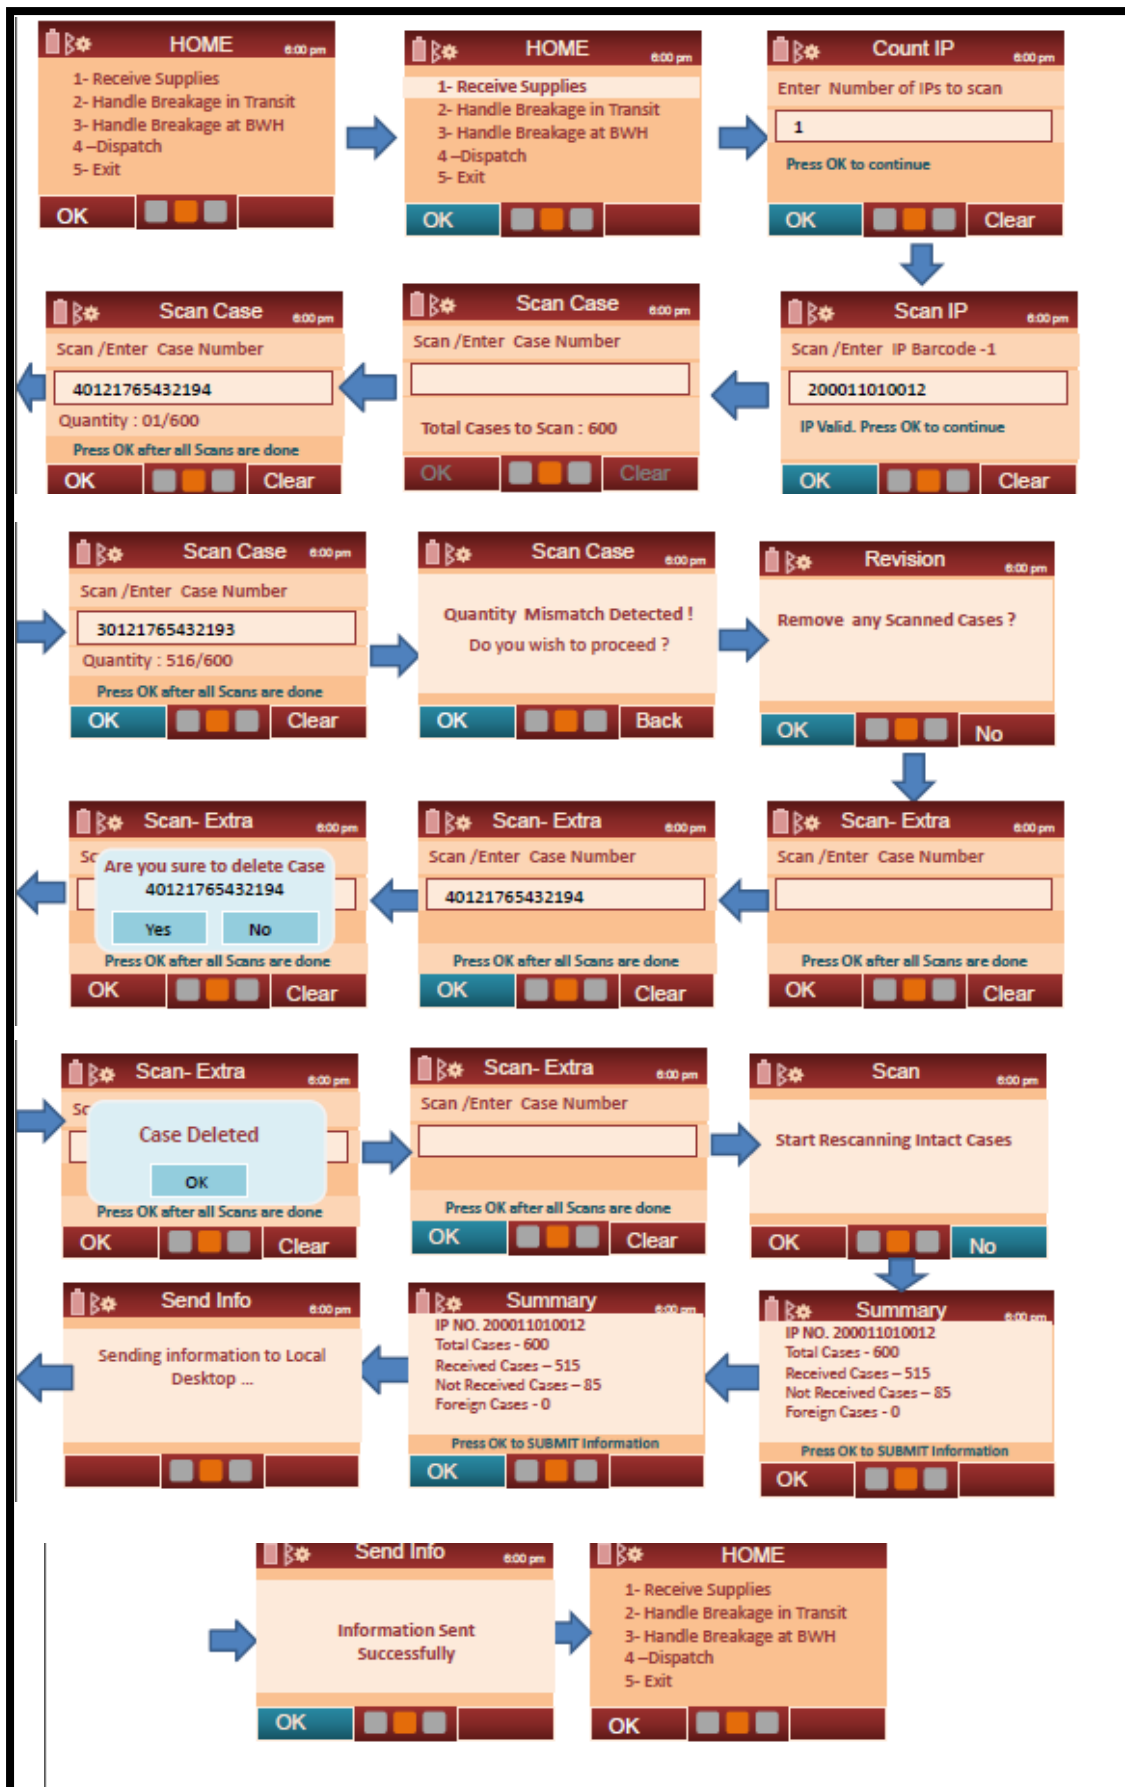 HOME
6:00 pm
1- Receive Supplies
2- Handle Breakage in Transit
3- Handle Breakage at BWH
4 –Dispatch
5- Exit
OK
HOME
6:00 pm
1- Receive Supplies
2- Handle Breakage in Transit
3- Handle Breakage at BWH
4 –Dispatch
5- Exit
OK
Count IP
6:00 pm
Enter Number of IPs to scan
1
Press OK to continue
OK
Clear
Scan IP
6:00 pm
Scan /Enter IP Barcode -1
200011010012
IP Valid. Press OK to continue
OK
Clear
Scan Case
6:00 pm
Scan /Enter Case Number
Total Cases to Scan : 600
OK
Clear
Scan Case
6:00 pm
Scan /Enter Case Number
40121765432194
Quantity : 01/600
Press OK after all Scans are done
OK
Clear
Scan Case
6:00 pm
Scan /Enter Case Number
30121765432193
Quantity : 516/600
Press OK after all Scans are done
OK
Clear
Scan Case
6:00 pm
Quantity Mismatch Detected !
Do you wish to proceed ?
OK
Back
Revision
6:00 pm
Remove any Scanned Cases ?
OK
No
Scan- Extra
6:00 pm
Scan /Enter Case Number
Press OK after all Scans are done
OK
Clear
Scan- Extra
6:00 pm
Scan /Enter Case Number
40121765432194
Press OK after all Scans are done
OK
Clear
Scan- Extra
6:00 pm
Sc
Are you sure to delete Case
40121765432194
Yes
No
Press OK after all Scans are done
OK
Clear
Scan- Extra
6:00 pm
Sc
Case Deleted
OK
Press OK after all Scans are done
OK
Clear
Scan- Extra
6:00 pm
Scan /Enter Case Number
Press OK after all Scans are done
OK
Clear
Scan
6:00 pm
Start Rescanning Intact Cases
OK
No
Summary
6:00 pm
IP NO. 200011010012
Total Cases - 600
Received Cases – 515
Not Received Cases – 85
Foreign Cases - 0
Press OK to SUBMIT Information
OK
Summary
6:00 pm
IP NO. 200011010012
Total Cases - 600
Received Cases – 515
Not Received Cases – 85
Foreign Cases - 0
Press OK to SUBMIT Information
OK
Send Info
6:00 pm
Sending information to Local
Desktop ...
Send Info
6:00 pm
Information Sent
Successfully
OK
HOME
1- Receive Supplies
2- Handle Breakage in Transit
3- Handle Breakage at BWH
4 –Dispatch
5- Exit
OK